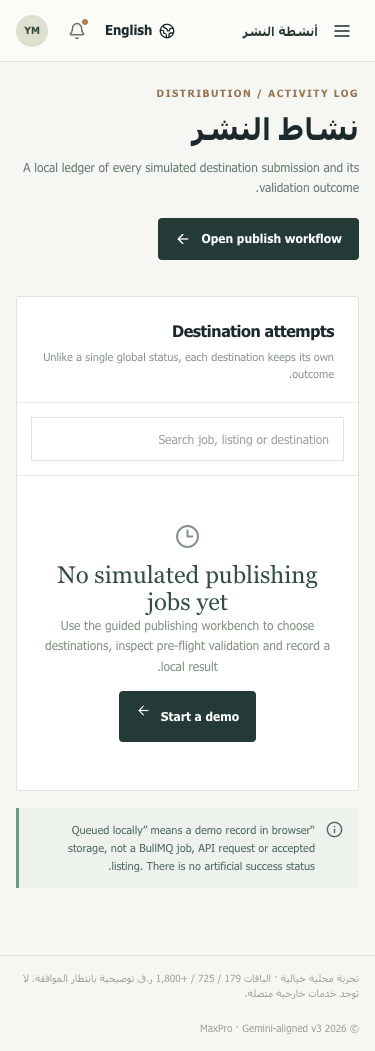 أنشطة النشر
English
YM
DISTRIBUTION / ACTIVITY LOG
نشاط النشر
A local ledger of every simulated destination submission and its
validation outcome.
Open publish workflow
Destination attempts
Unlike a single global status, each destination keeps its own
outcome.
Search job, listing or destination
No simulated publishing
jobs yet
Use the guided publishing workbench to choose
destinations, inspect pre-flight validation and record a
local result.
Start a demo
"Queued locally" means a demo record in browser
storage, not a BullMQ job, API request or accepted
listing. There is no artificial success status.
تجربة محلية خيالية · الباقات 179 / 725 / +1,800 ر.ق توضيحية بانتظار الموافقة. لا
توجد خدمات خارجية متصلة.
© 2026 MaxPro · Gemini-aligned v3